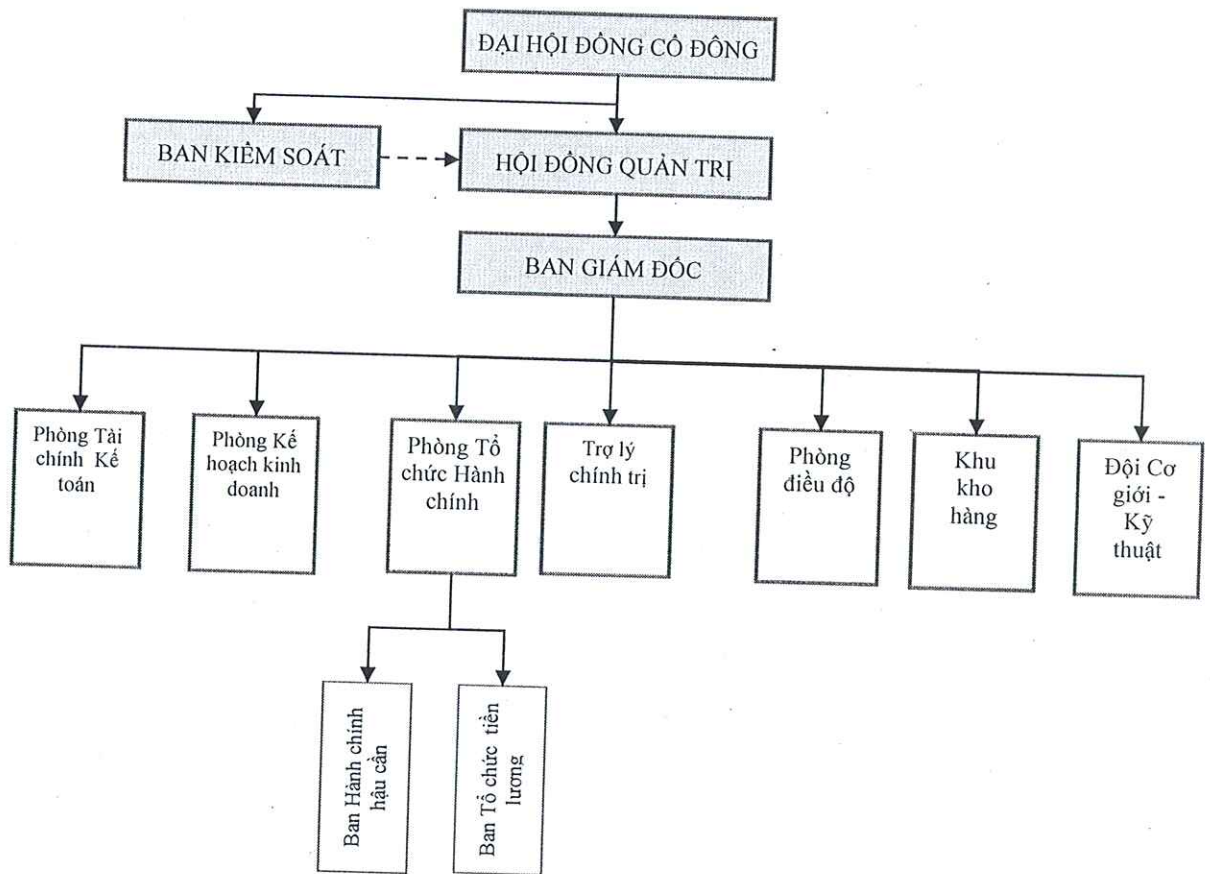 ĐẠI HỘI ĐỒNG CỔ ĐÔNG
BAN KIỂM SOÁT
HỘI ĐỒNG QUẢN TRỊ
BAN GIÁM ĐỐC
Phòng Tài
chính Kế
toán
Phòng Kế
hoạch kinh
doanh
Phòng Tổ
chức Hành
chính
Trợ lý
chính trị
Phòng
điều độ
Khu
kho
hàng
Đội Cơ
giới -
Kỹ
thuật
Ban Hành chính
hậu cần
Ban Tổ chức tiền
lương